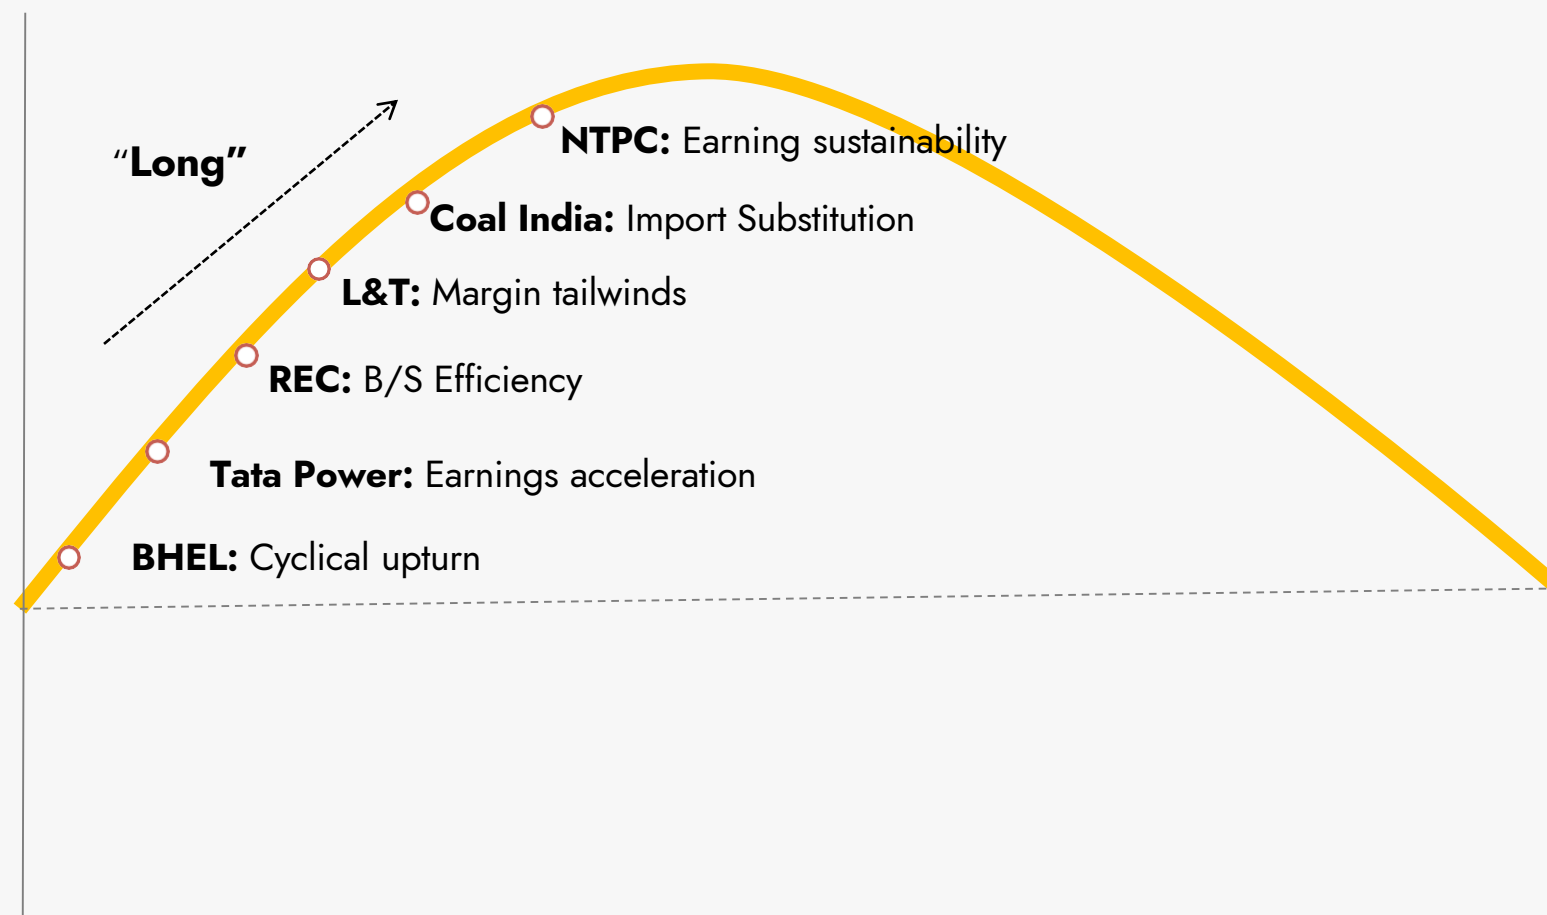 “Long”
NTPC: Earning sustainability
Coal India: Import Substitution
L&T: Margin tailwinds
REC: B/S Efficiency
Tata Power: Earnings acceleration
BHEL: Cyclical upturn